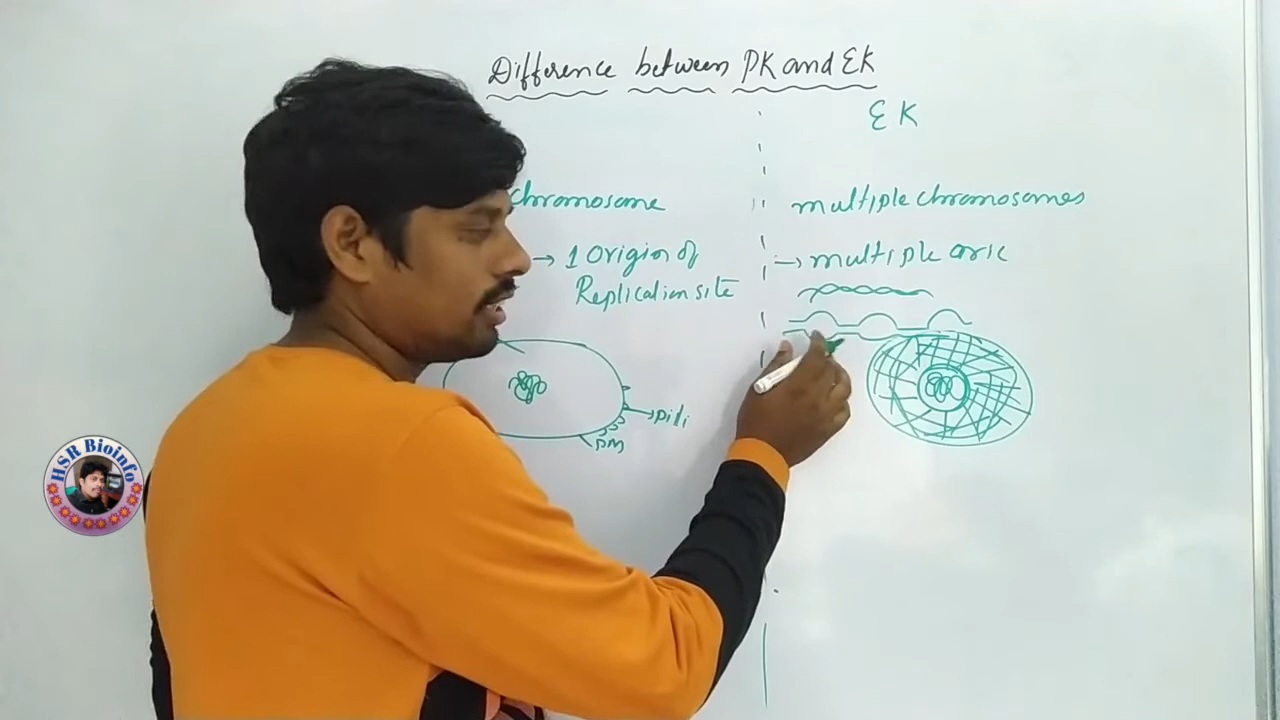 Difference between PK and EK
EK
chromosome
multiple chromosomes
→ 1 Origin of
Replication site
→ multiple oric
pili
PM
HSR Bioinfo